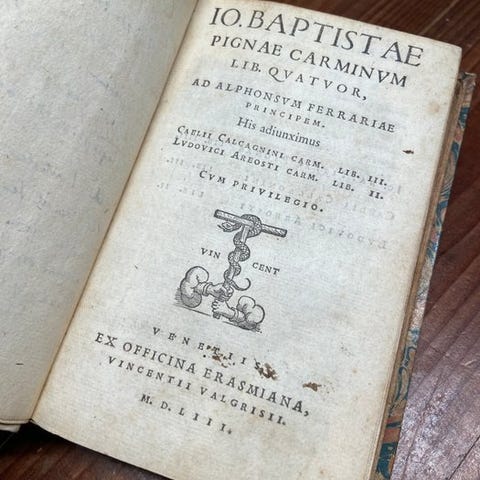 IO. BAPTISTAE
PIGNAE CARMINVM
LIB. QVATVOR,
AD ALPHONSVM FERRARIAE
PRINCIPEM.
His adiunximus
CAELII CALCAGNINI CARM. LIB. III.
LVDOVICI AREOSTI CARM. LIB. II.
CVM PRIVILEGIO.
VIN CENT
VENETIIS
EX OFFICINA ERASMIANA,
VINCENTII VALGRISII.
M. D. LIII.